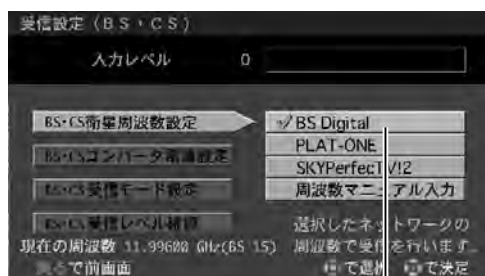 受信設定(BS・CS)
入力レベル 0
BS・CS衛星周波数設定
BS Digital
PLAT-ONE
BS・CSコンバータ電源設定
SKYPerfecTV!2
BS・CS受信モード設定
周波数マニュアル入力
BS・CS受信レベル確認
選択したネットワークの
現在の周波数 11.99600 GHz(BS 15) 周波数で受信を行います
戻るで前画面 で選択 で決定